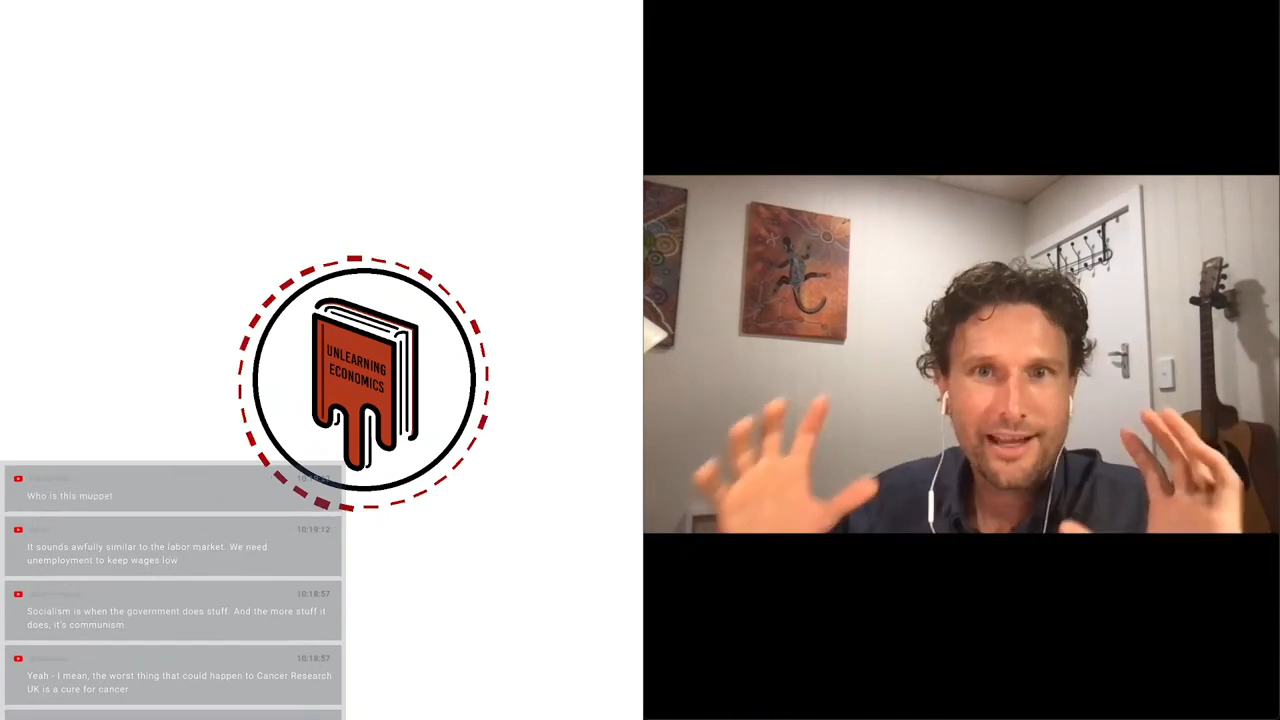 UNLEARNING
ECONOMICS
Who is this muppet
10:19:12
It sounds awfully similar to the labor market. We need
unemployment to keep wages low
10:18:57
Socialism is when the government does stuff. And the more stuff it
does, it's communism
10:18:57
Yeah - I mean, the worst thing that could happen to Cancer Research
UK is a cure for cancer